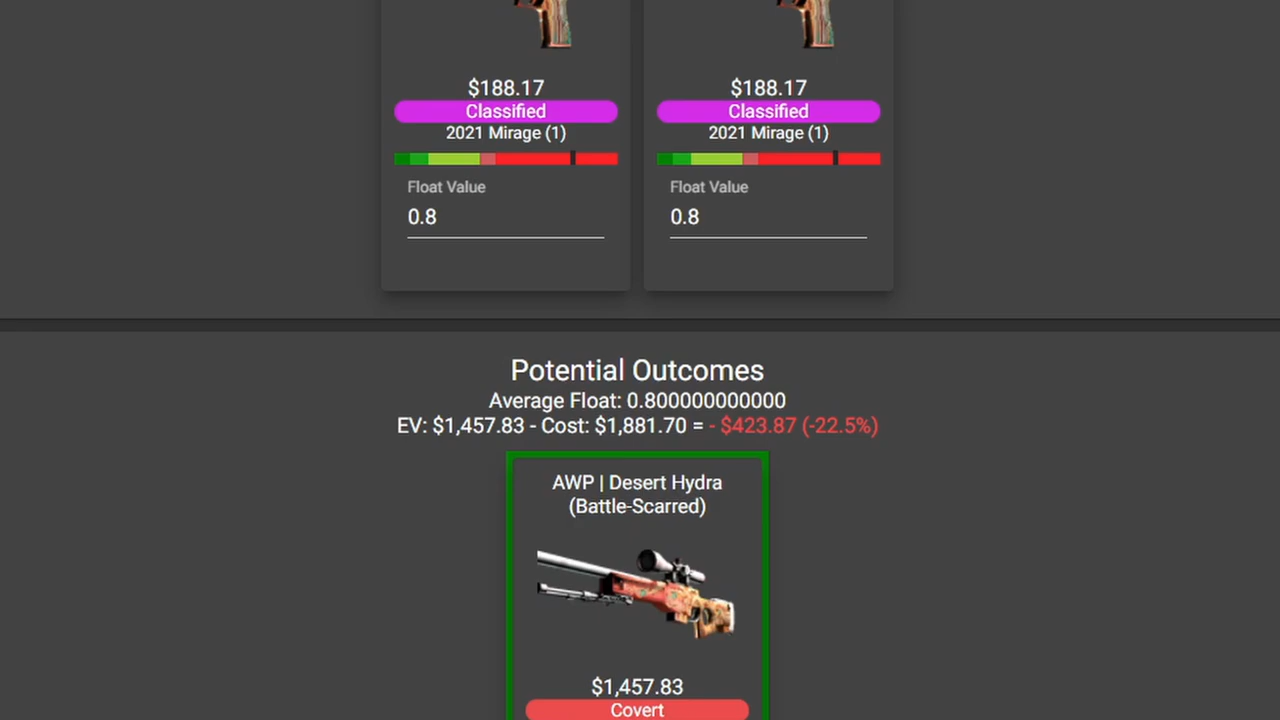 $188.17 $188.17
Classified Classified
2021 Mirage (1) 2021 Mirage (1)
Float Value Float Value
0.8 0.8
Potential Outcomes
Average Float: 0.800000000000
EV: $1,457.83 - Cost: $1,881.70 = - $423.87 (-22.5%)
AWP | Desert Hydra
(Battle-Scarred)
$1,457.83
Covert